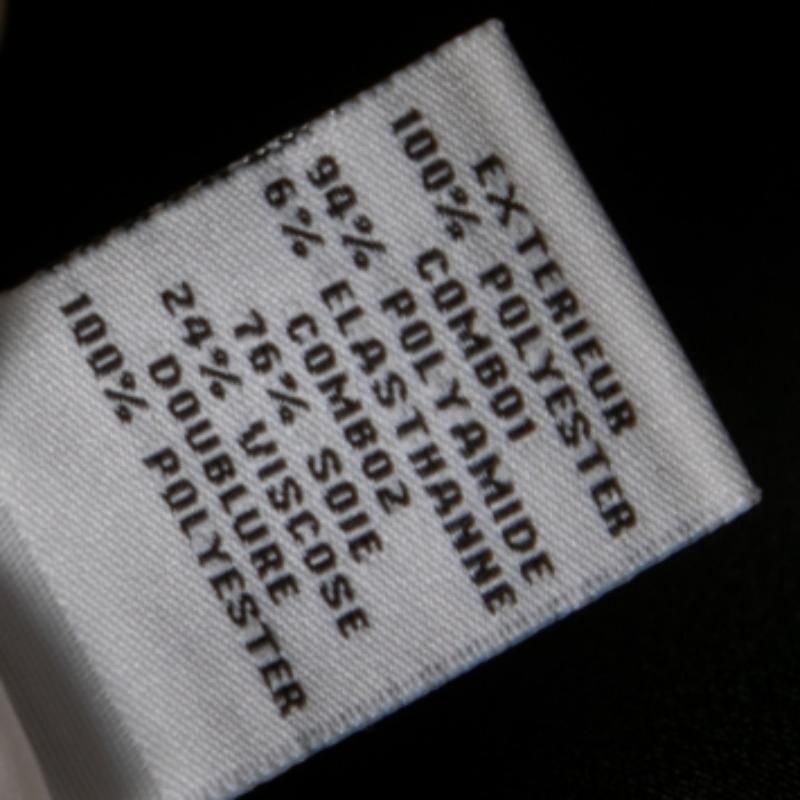 EXTERIEUR
100% POLYESTER
COMBO1
94% POLYAMIDE
6% ELASTHANNE
COMBO2
76% SOIE
24% VISCOSE
DOUBLURE
100% POLYESTER